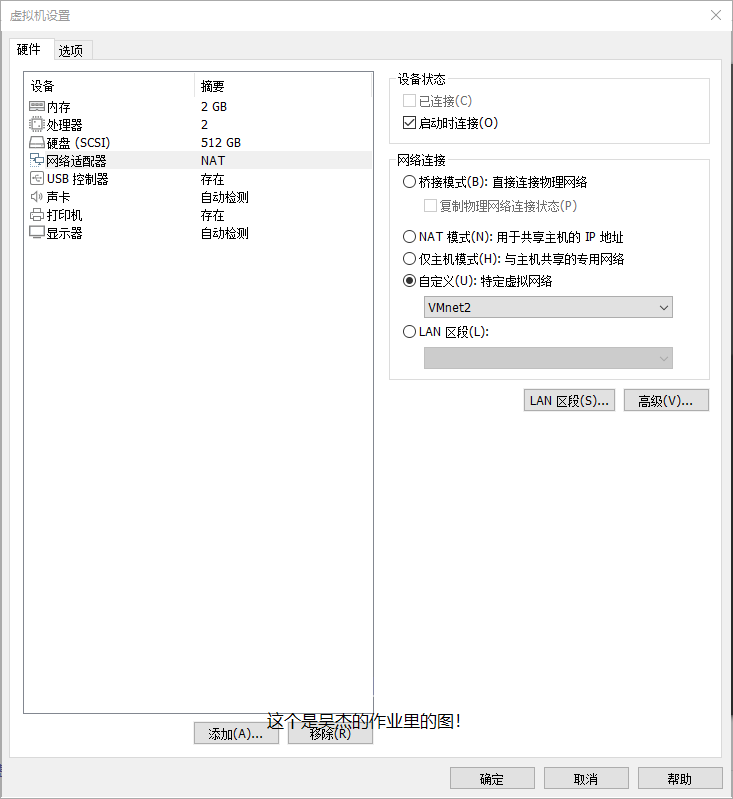 虚拟机设置
硬件 选项
设备 摘要
内存 2 GB
处理器 2
硬盘 (SCSI) 512 GB
网络适配器 NAT
USB 控制器 存在
声卡 自动检测
打印机 存在
显示器 自动检测
添加(A)... 移除(R)
这个是吴杰的作业里的图！
设备状态
已连接(C)
启动时连接(O)
网络连接
桥接模式(B): 直接连接物理网络
复制物理网络连接状态(P)
NAT 模式(N): 用于共享主机的 IP 地址
仅主机模式(H): 与主机共享的专用网络
自定义(U): 特定虚拟网络
VMnet2
LAN 区段(L):
LAN 区段(S)... 高级(V)...
确定 取消 帮助